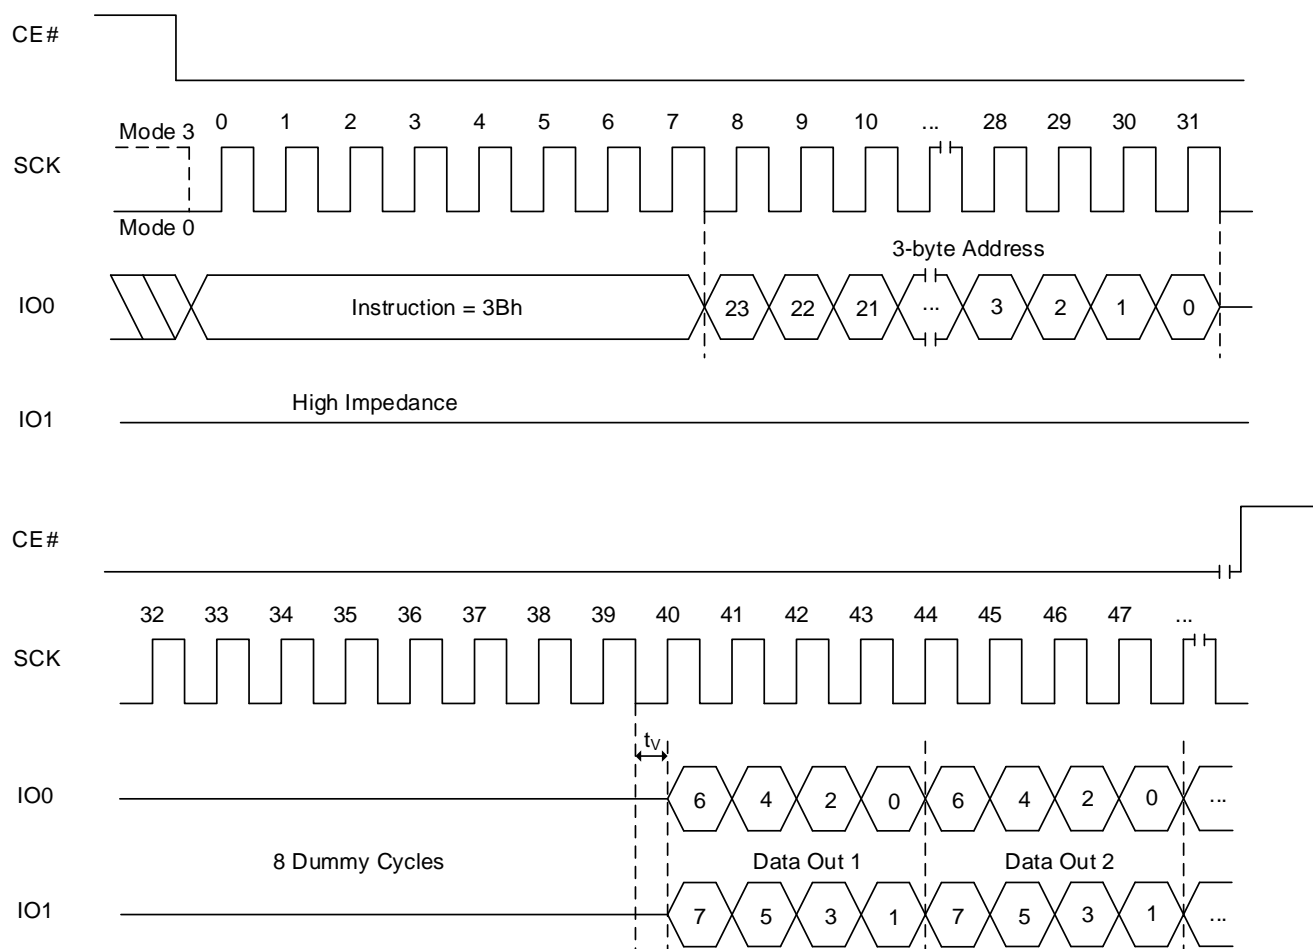 CE#
Mode 3 0 1 2 3 4 5 6 7 8 9 10 ... 28 29 30 31
SCK
Mode 0
3-byte Address
IO0 Instruction = 3Bh 23 22 21 ... 3 2 1 0
High Impedance
IO1
CE#
32 33 34 35 36 37 38 39 40 41 42 43 44 45 46 47 ...
SCK
tV
IO0 6 4 2 0 6 4 2 0 ...
8 Dummy Cycles Data Out 1 Data Out 2
IO1 7 5 3 1 7 5 3 1 ...